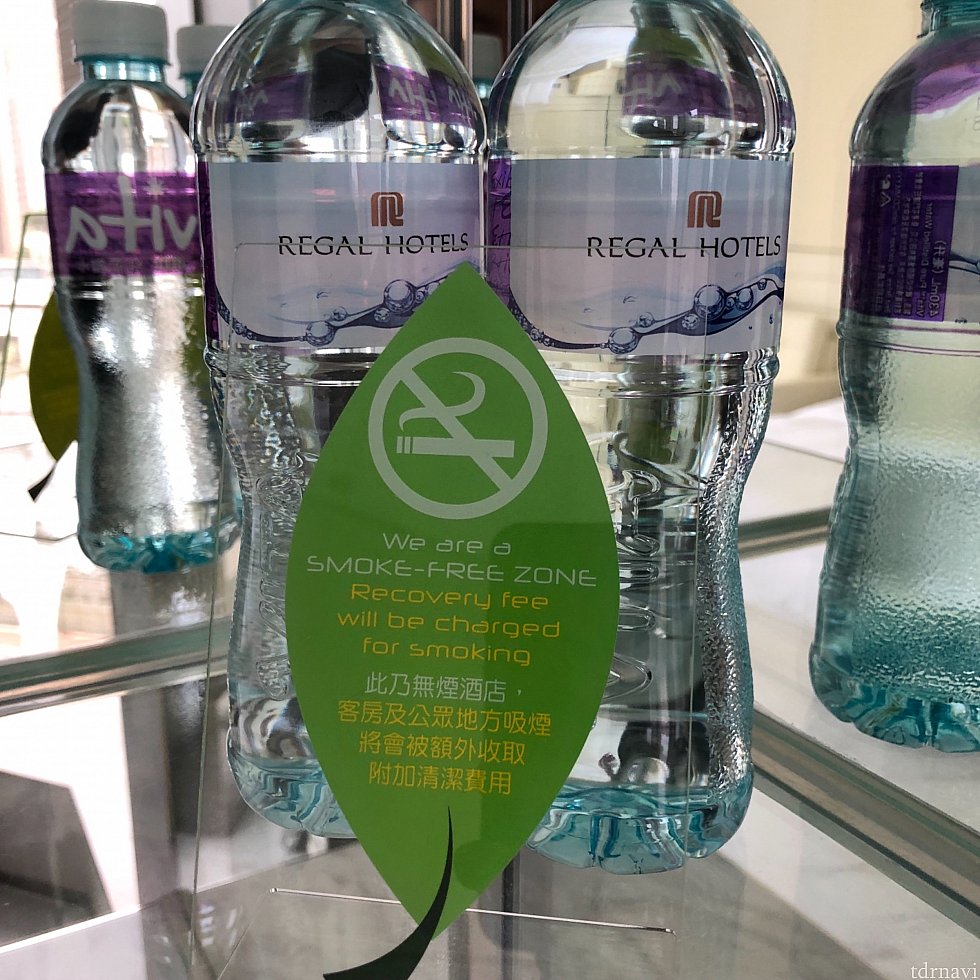 REGAL HOTELS
REGAL HOTELS
We are a
SMOKE-FREE ZONE
Recovery fee
will be charged
for smoking
此乃無煙酒店，
客房及公眾地方吸煙
將會被額外收取
附加清潔費用
vita
tdrnavi